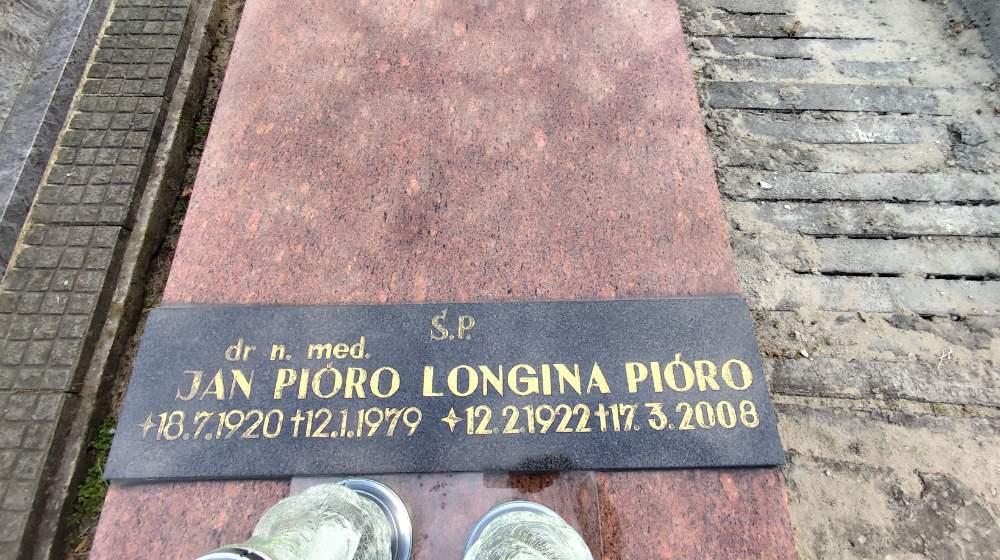 Ś.P.
dr n. med.
JAN PIÓRO LONGINA PIÓRO
18.7.1920 †12.1.1979 12.2.1922 †17.3.2008